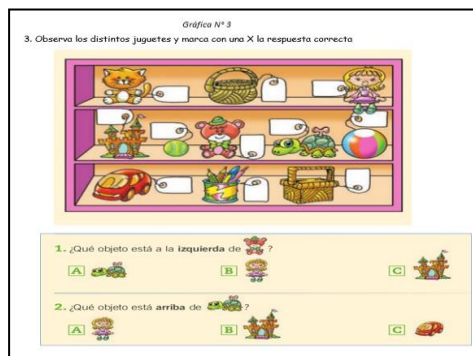 Gráfica N° 3
3. Observa los distintos juguetes y marca con una X la respuesta correcta
1. ¿Qué objeto está a la izquierda de ?
A B C
2. ¿Qué objeto está arriba de ?
A B C